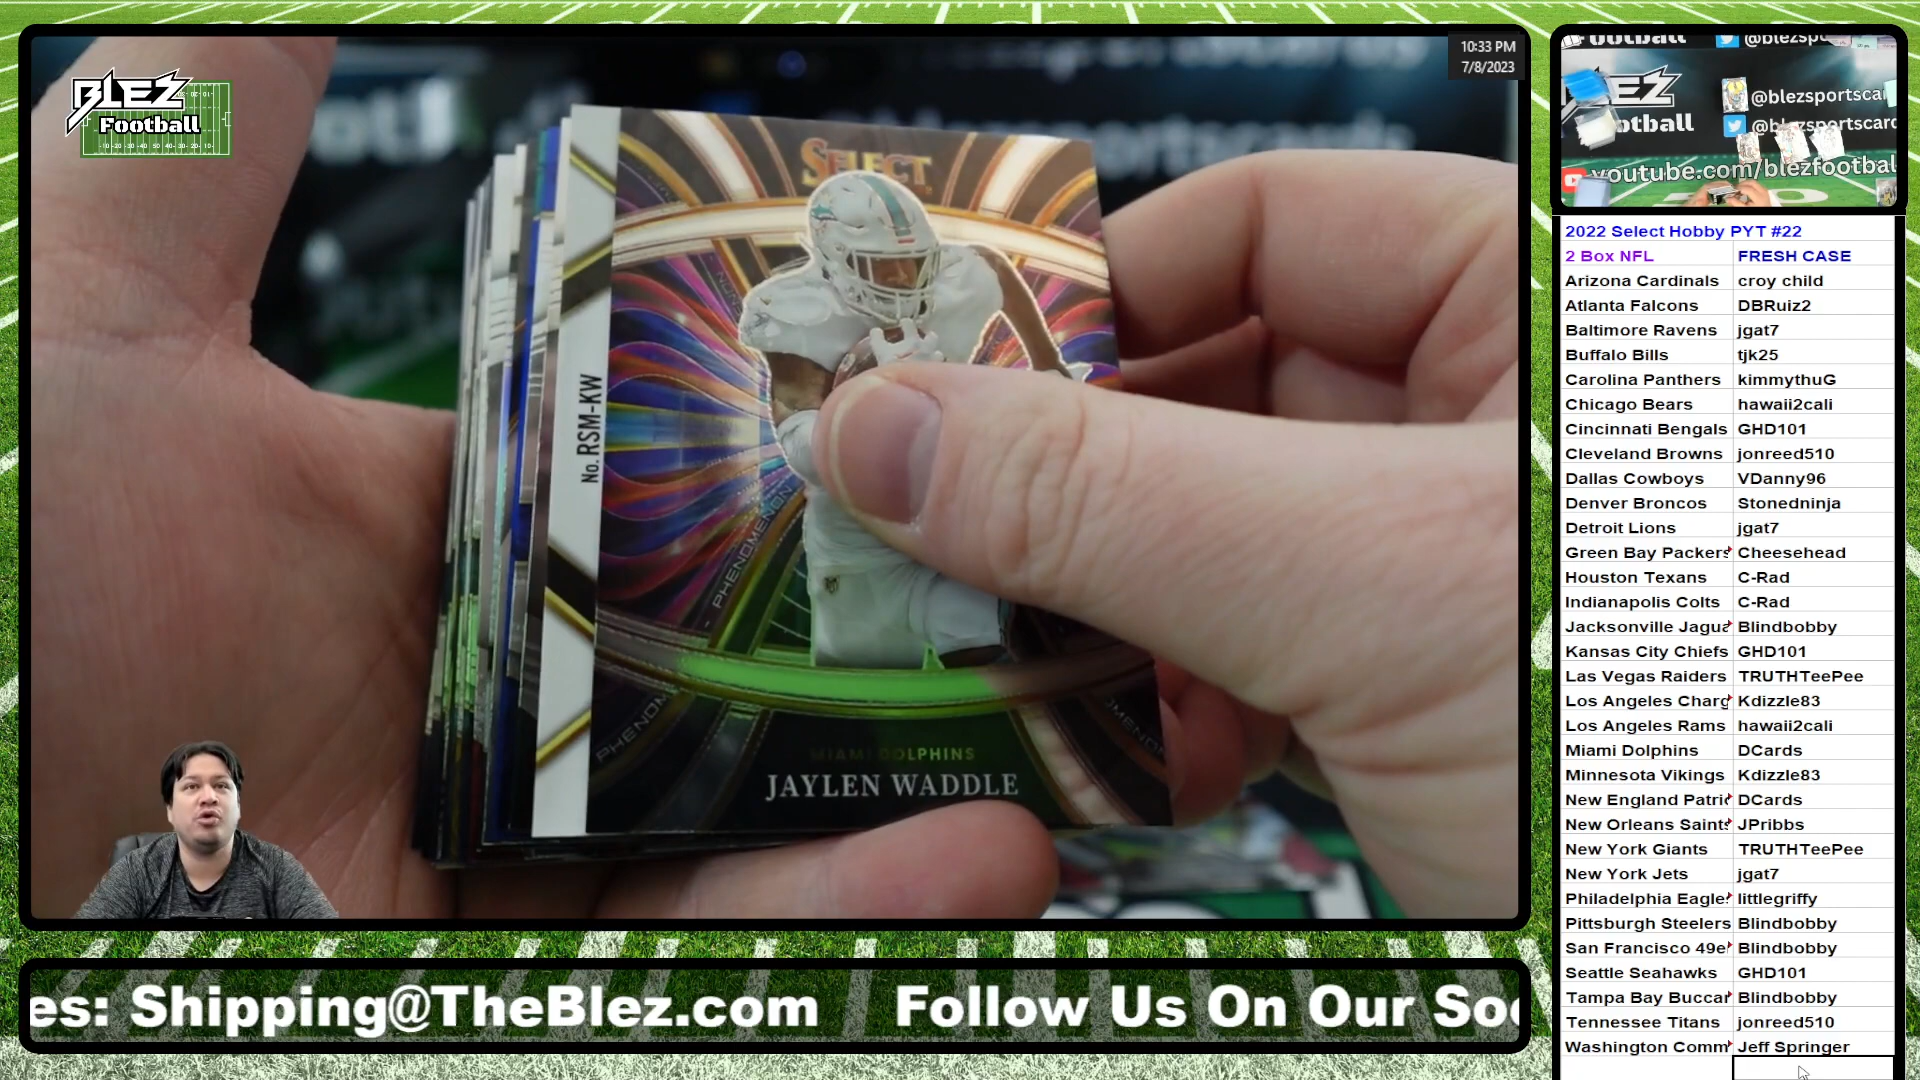 BLEZ
Football
10:33 PM
7/8/2023
SELECT
No. RSM-KW
PHENOMENON
MIAMI DOLPHINS
JAYLEN WADDLE
Football
@blezspo
@blezsportscar
@blezsportscard
youtube.com/blezfootbal
2022 Select Hobby PYT #22
2 Box NFL FRESH CASE
Arizona Cardinals croy child
Atlanta Falcons DBRuiz2
Baltimore Ravens jgat7
Buffalo Bills tjk25
Carolina Panthers kimmythuG
Chicago Bears hawaii2cali
Cincinnati Bengals GHD101
Cleveland Browns jonreed510
Dallas Cowboys VDanny96
Denver Broncos Stonedninja
Detroit Lions jgat7
Green Bay Packers Cheesehead
Houston Texans C-Rad
Indianapolis Colts C-Rad
Jacksonville Jagua Blindbobby
Kansas City Chiefs GHD101
Las Vegas Raiders TRUTHTeePee
Los Angeles Charg Kdizzle83
Los Angeles Rams hawaii2cali
Miami Dolphins DCards
Minnesota Vikings Kdizzle83
New England Patri DCards
New Orleans Saints JPribbs
New York Giants TRUTHTeePee
New York Jets jgat7
Philadelphia Eagle littlegriffy
Pittsburgh Steelers Blindbobby
San Francisco 49e Blindbobby
Seattle Seahawks GHD101
Tampa Bay Buccar Blindbobby
Tennessee Titans jonreed510
Washington Comm Jeff Springer
es: Shipping@TheBlez.com Follow Us On Our Soc